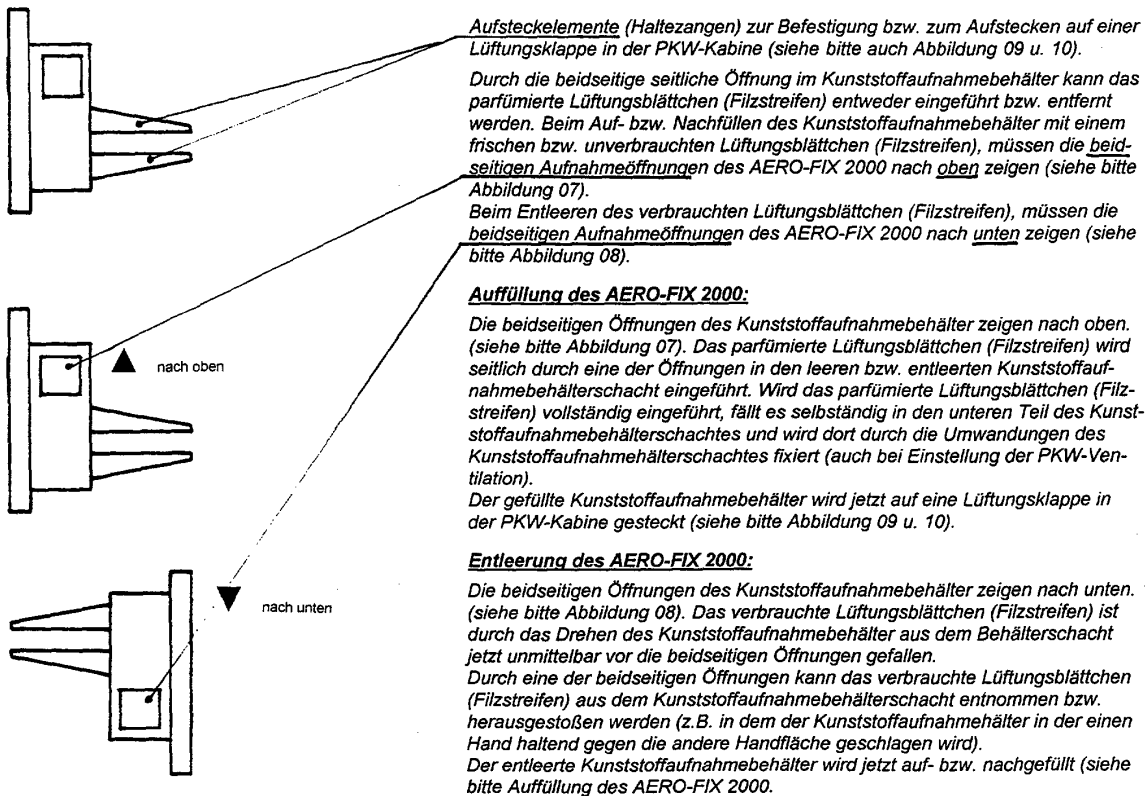 Aufsteckelemente (Haltezangen) zur Befestigung bzw. zum Aufstecken auf einer
Lüftungsklappe in der PKW-Kabine (siehe bitte auch Abbildung 09 u. 10).
Durch die beidseitige seitliche Öffnung im Kunststoffaufnahmebehälter kann das
parfümierte Lüftungsblättchen (Filzstreifen) entweder eingeführt bzw. entfernt
werden. Beim Auf- bzw. Nachfüllen des Kunststoffaufnahmebehälter mit einem
frischen bzw. unverbrauchten Lüftungsblättchen (Filzstreifen), müssen die beid-
seitigen Aufnahmeöffnungen des AERO-FIX 2000 nach oben zeigen (siehe bitte
Abbildung 07).
Beim Entleeren des verbrauchten Lüftungsblättchen (Filzstreifen), müssen die
beidseitigen Aufnahmeöffnungen des AERO-FIX 2000 nach unten zeigen (siehe
bitte Abbildung 08).
Auffüllung des AERO-FIX 2000:
Die beidseitigen Öffnungen des Kunststoffaufnahmebehälter zeigen nach oben.
(siehe bitte Abbildung 07). Das parfümierte Lüftungsblättchen (Filzstreifen) wird
seitlich durch eine der Öffnungen in den leeren bzw. entleerten Kunststoffauf-
nahmebehälterschacht eingeführt. Wird das parfümierte Lüftungsblättchen (Filz-
streifen) vollständig eingeführt, fällt es selbständig in den unteren Teil des Kunst-
stoffaufnahmebehälterschachtes und wird dort durch die Umwandungen des
Kunststoffaufnahmehälterschachtes fixiert (auch bei Einstellung der PKW-Ven-
tilation).
Der gefüllte Kunststoffaufnahmebehälter wird jetzt auf eine Lüftungsklappe in
der PKW-Kabine gesteckt (siehe bitte Abbildung 09 u. 10).
nach oben
Entleerung des AERO-FIX 2000:
Die beidseitigen Öffnungen des Kunststoffaufnahmebehälter zeigen nach unten.
(siehe bitte Abbildung 08). Das verbrauchte Lüftungsblättchen (Filzstreifen) ist
durch das Drehen des Kunststoffaufnahmebehälter aus dem Behälterschacht
jetzt unmittelbar vor die beidseitigen Öffnungen gefallen.
Durch eine der beidseitigen Öffnungen kann das verbrauchte Lüftungsblättchen
(Filzstreifen) aus dem Kunststoffaufnahmebehälterschacht entnommen bzw.
herausgestoßen werden (z.B. in dem der Kunststoffaufnahmehälter in der einen
Hand haltend gegen die andere Handfläche geschlagen wird).
Der entleerte Kunststoffaufnahmebehälter wird jetzt auf- bzw. nachgefüllt (siehe
bitte Auffüllung des AERO-FIX 2000.
nach unten